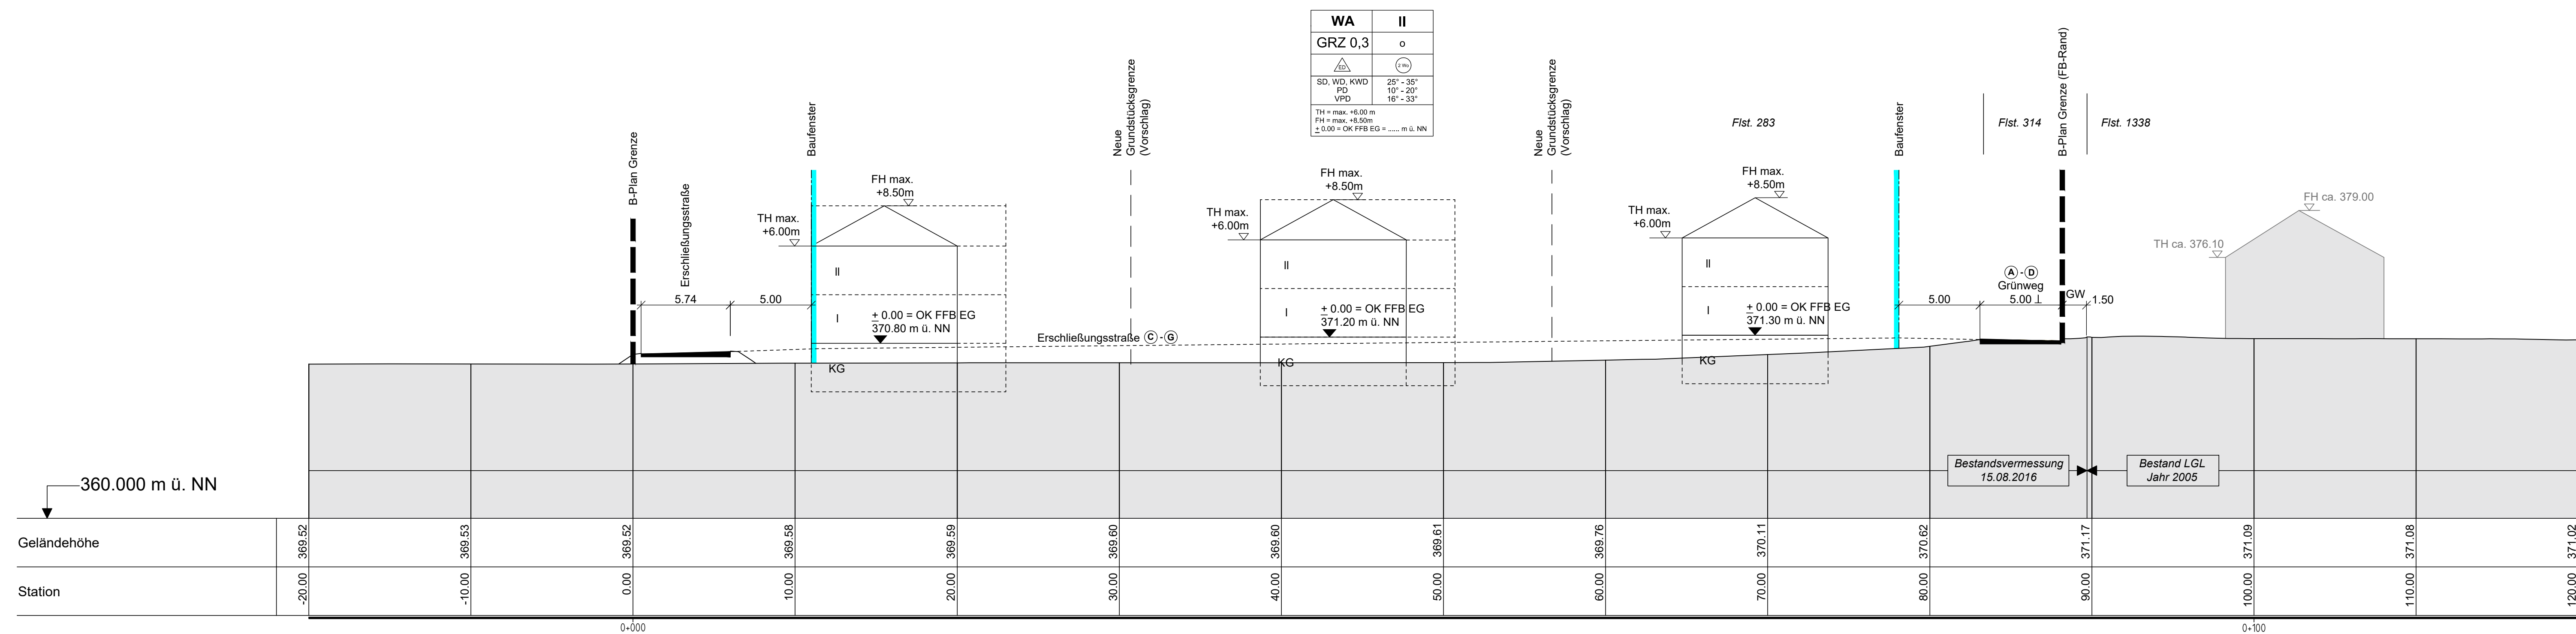 WA II
GRZ 0,3 o
ED 2 Wo
SD, WD, KWD 25° - 35°
PD 10° - 20°
VPD 16° - 33°
TH = max. +6.00 m
FH = max. +8.50m
± 0.00 = OK FFB EG = ...... m ü. NN
B-Plan Grenze
Erschließungsstraße
Baufenster
Neue
Grundstücksgrenze
(Vorschlag)
Neue
Grundstücksgrenze
(Vorschlag)
Flst. 283
Baufenster
Flst. 314
B-Plan Grenze (FB-Rand)
Flst. 1338
5.74
5.00
TH max.
+6.00m
FH max.
+8.50m
II
I
± 0.00 = OK FFB EG
370.80 m ü. NN
KG
Erschließungsstraße C - G
TH max.
+6.00m
FH max.
+8.50m
II
I
± 0.00 = OK FFB EG
371.20 m ü. NN
KG
TH max.
+6.00m
FH max.
+8.50m
II
I
± 0.00 = OK FFB EG
371.30 m ü. NN
KG
5.00
A - D
Grünweg
5.00 ⊥
GW
1.50
TH ca. 376.10
FH ca. 379.00
Bestandsvermessung
15.08.2016
Bestand LGL
Jahr 2005
360.000 m ü. NN
Geländehöhe 369.52 369.53 369.52 369.58 369.59 369.60 369.60 369.61 369.76 370.11 370.62 371.17 371.09 371.08 371.02
Station -20.00 -10.00 0.00 10.00 20.00 30.00 40.00 50.00 60.00 70.00 80.00 90.00 100.00 110.00 120.00
0+000 0+100